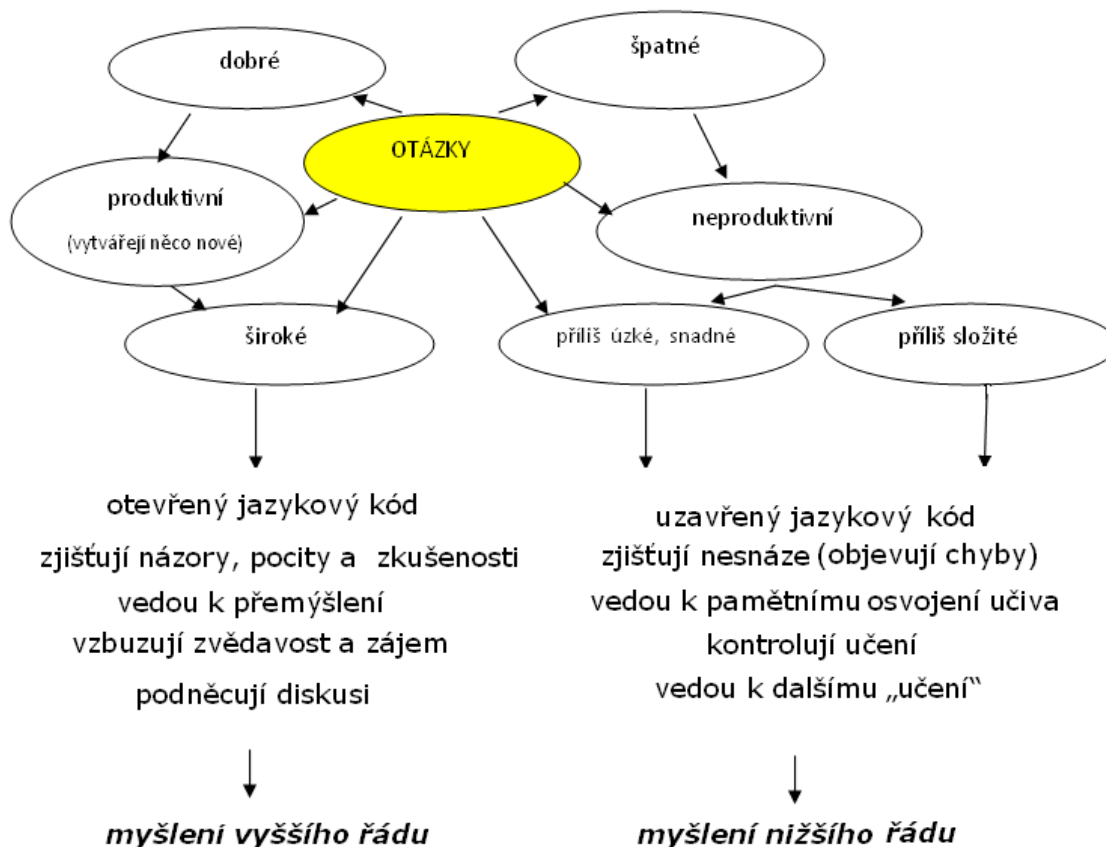 dobré
špatné
OTÁZKY
produktivní
(vytvářejí něco nové)
neproduktivní
široké
příliš úzké, snadné
příliš složité
otevřený jazykový kód
zjišťují názory, pocity a zkušenosti
vedou k přemýšlení
vzbuzují zvědavost a zájem
podněcují diskusi
myšlení vyššího řádu
uzavřený jazykový kód
zjišťují nesnáze (objevují chyby)
vedou k pamětnímu osvojení učiva
kontrolují učení
vedou k dalšímu „učení“
myšlení nižšího řádu